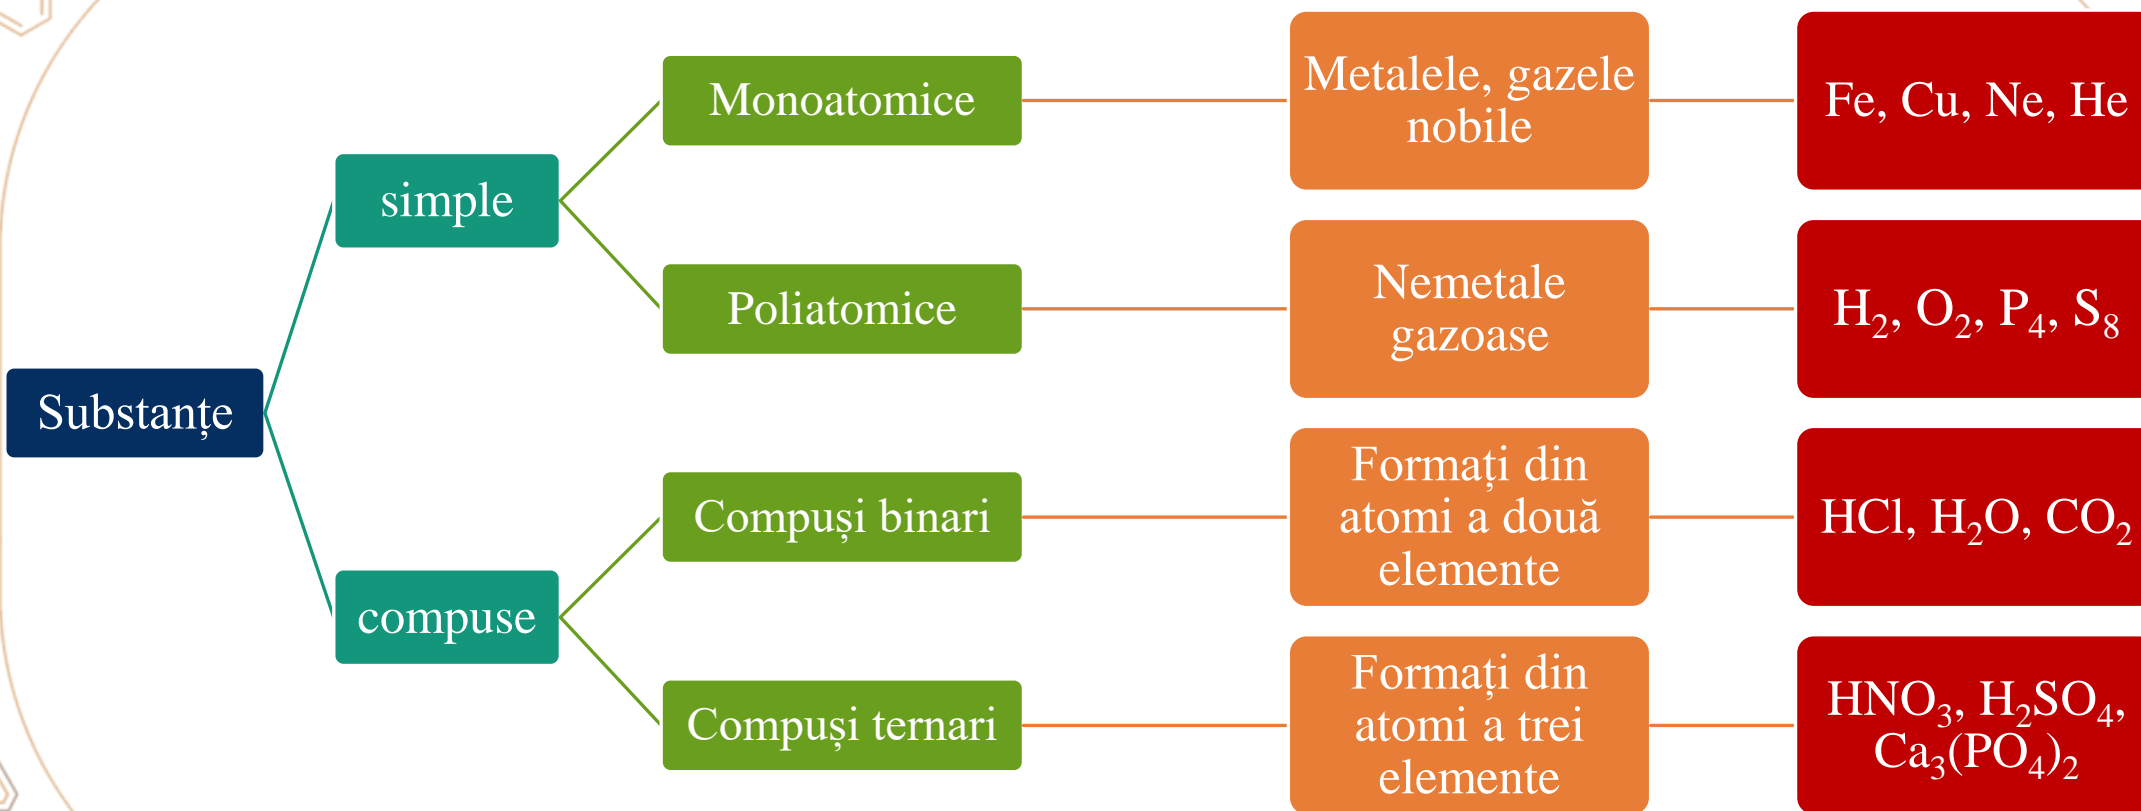 Substanțe
simple
Monoatomice
Metalele, gazele
nobile
Fe, Cu, Ne, He
Poliatomice
Nemetale
gazoase
H₂, O₂, P₄, S₈
compuse
Compuși binari
Formați din
atomi a două
elemente
HCl, H₂O, CO₂
Compuși ternari
Formați din
atomi a trei
elemente
HNO₃, H₂SO₄,
Ca₃(PO₄)₂